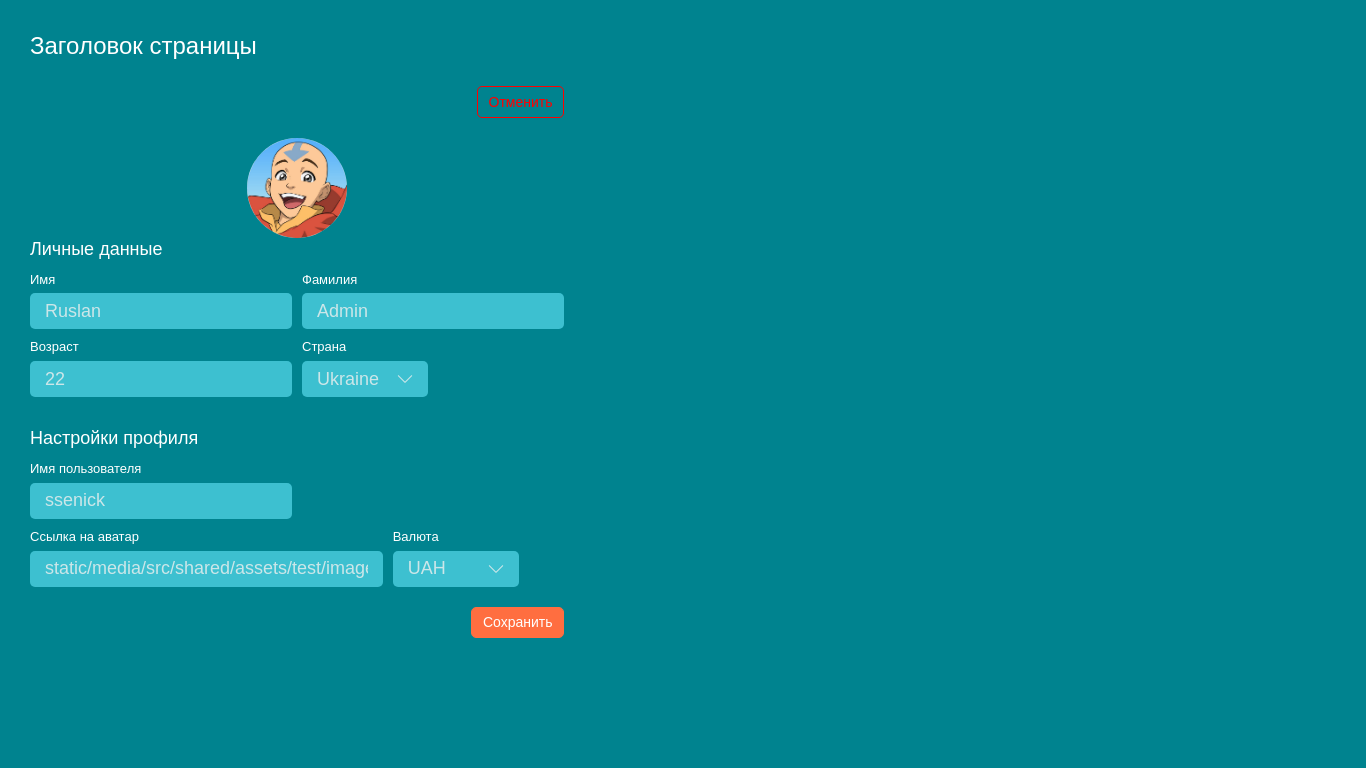 Заголовок страницы
Отменить
Личные данные
Имя Фамилия
Ruslan Admin
Возраст Страна
22 Ukraine
Настройки профиля
Имя пользователя
ssenick
Ссылка на аватар Валюта
static/media/src/shared/assets/test/image UAH
Сохранить